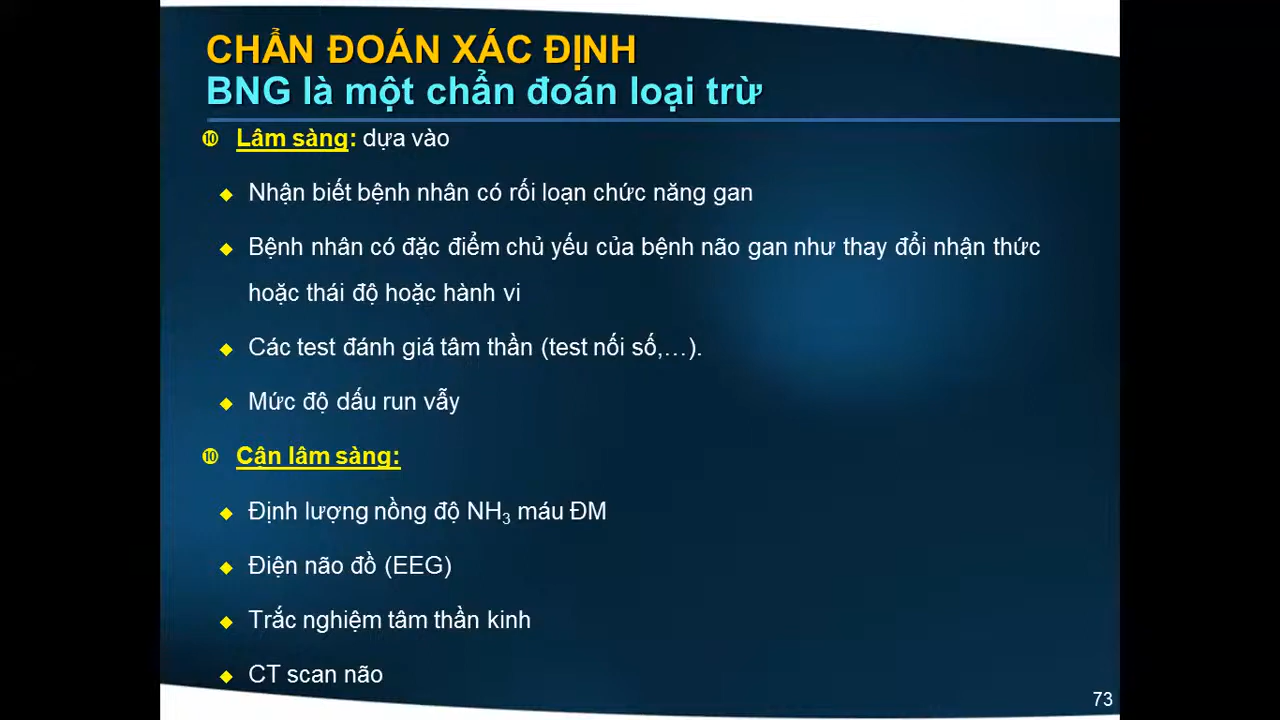 CHẨN ĐOÁN XÁC ĐỊNH
BNG là một chẩn đoán loại trừ
❿ Lâm sàng: dựa vào
◆ Nhận biết bệnh nhân có rối loạn chức năng gan
◆ Bệnh nhân có đặc điểm chủ yếu của bệnh não gan như thay đổi nhận thức
hoặc thái độ hoặc hành vi
◆ Các test đánh giá tâm thần (test nối số,…).
◆ Mức độ dấu run vẫy
❿ Cận lâm sàng:
◆ Định lượng nồng độ NH₃ máu ĐM
◆ Điện não đồ (EEG)
◆ Trắc nghiệm tâm thần kinh
◆ CT scan não
73